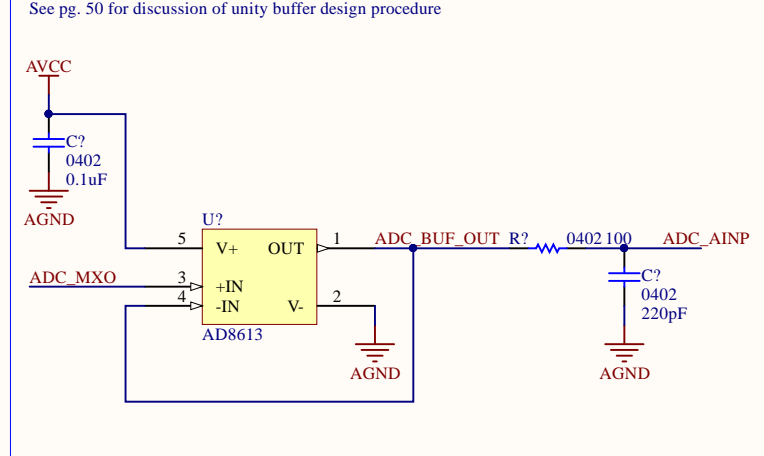 See pg. 50 for discussion of unity buffer design procedure
AVCC
C?
0402
0.1uF
AGND
U?
5 V+ OUT 1 ADC_BUF_OUT R? 0402 100 ADC_AINP
ADC_MXO 3 +IN
4 -IN V- 2
AD8613
AGND
C?
0402
220pF
AGND